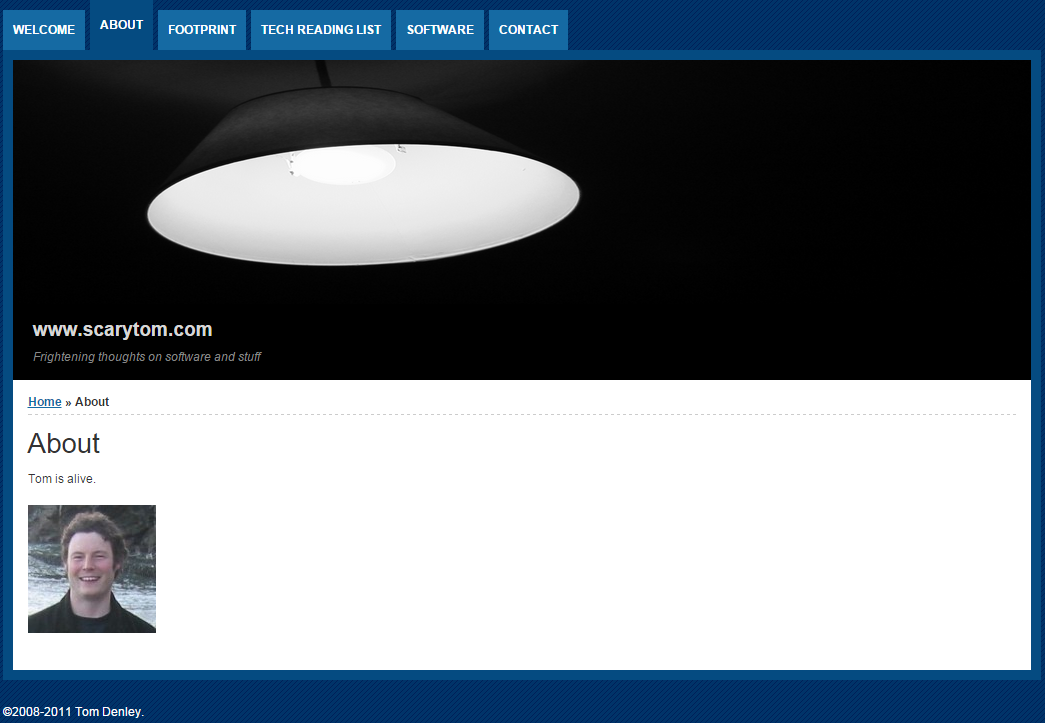 WELCOME ABOUT FOOTPRINT TECH READING LIST SOFTWARE CONTACT
www.scarytom.com
Frightening thoughts on software and stuff
Home » About
About
Tom is alive.
©2008-2011 Tom Denley.